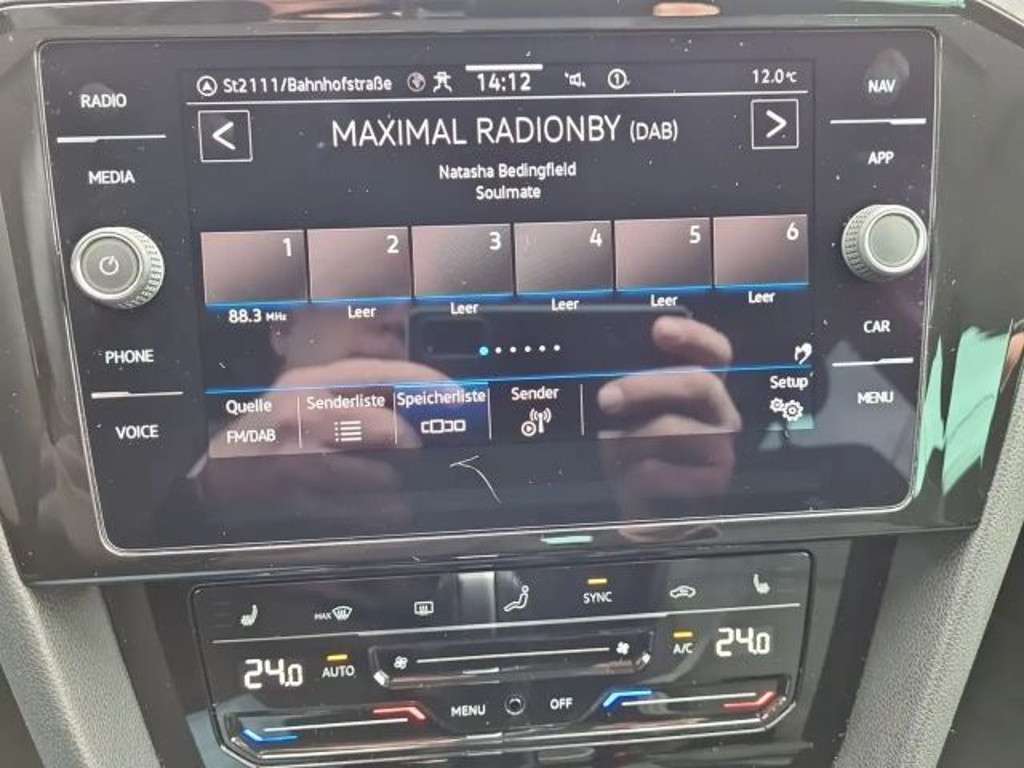 RADIO
MEDIA
PHONE
VOICE
St2111/Bahnhofstraße 14:12 1 12.0°C
< MAXIMAL RADIONBY (DAB) >
Natasha Bedingfield
Soulmate
1 2 3 4 5 6
88.3 MHz Leer Leer Leer Leer Leer
Quelle Senderliste Speicherliste Sender Setup
FM/DAB
NAV
APP
CAR
MENU
MAX SYNC
24.0 AUTO A/C 24.0
MENU OFF